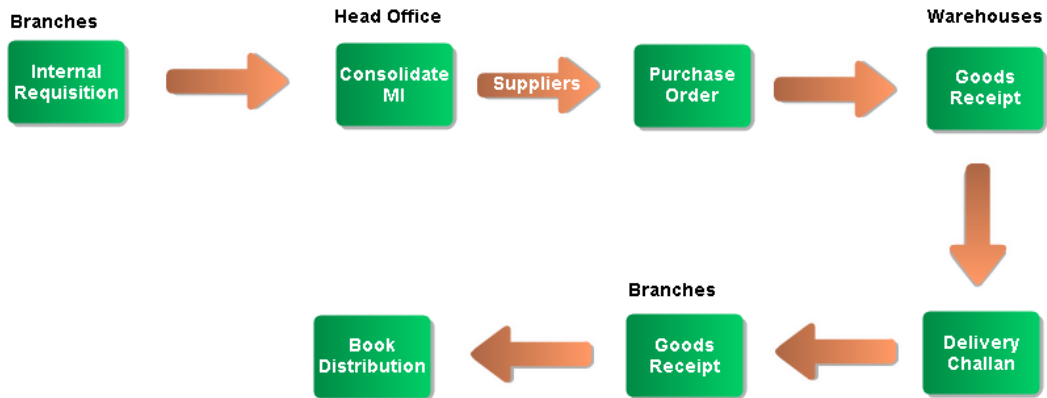 Branches
Internal
Requisition
Head Office
Consolidate
MI
Suppliers
Purchase
Order
Warehouses
Goods
Receipt
Delivery
Challan
Branches
Goods
Receipt
Book
Distribution